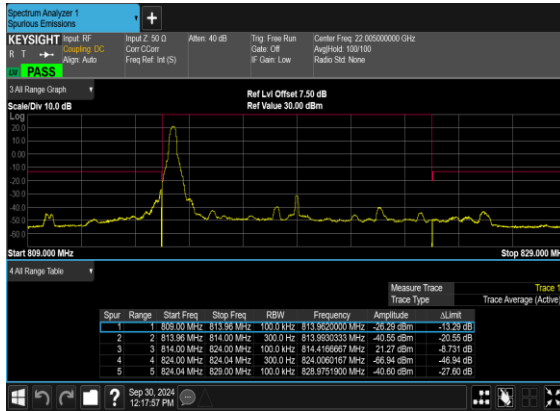 Spectrum Analyzer 1
Spurious Emissions
KEYSIGHT Input: RF Input Z: 50 Ω Atten: 40 dB Trig: Free Run Center Freq: 22.005000000 GHz
R T Coupling: DC Corr CCorr Gate: Off Avg|Hold: 100/100
Align: Auto Freq Ref: Int (S) IF Gain: Low Radio Std: None
LV PASS
3 All Range Graph
Ref Lvl Offset 7.50 dB
Scale/Div 10.0 dB Ref Value 30.00 dBm
Log
20.0
10.0
0.00
-10.0
-20.0
-30.0
-40.0
-50.0
-60.0
Start 809.000 MHz Stop 829.000 MH
4 All Range Table
Measure Trace Trace 1
Trace Type Trace Average (Active)
Spur Range Start Freq Stop Freq RBW Frequency Amplitude ΔLimit
1 1 809.00 MHz 813.96 MHz 100.0 kHz 813.9620000 MHz -26.29 dBm -13.29 dB
2 2 813.96 MHz 814.00 MHz 300.0 Hz 813.9930333 MHz -40.55 dBm -20.55 dB
3 3 814.00 MHz 824.00 MHz 100.0 kHz 814.4166667 MHz 21.27 dBm -8.731 dB
4 4 824.00 MHz 824.04 MHz 300.0 Hz 824.0060167 MHz -66.94 dBm -46.94 dB
5 5 824.04 MHz 829.00 MHz 100.0 kHz 828.9751900 MHz -40.60 dBm -27.60 dB
Sep 30, 2024
12:17:57 PM